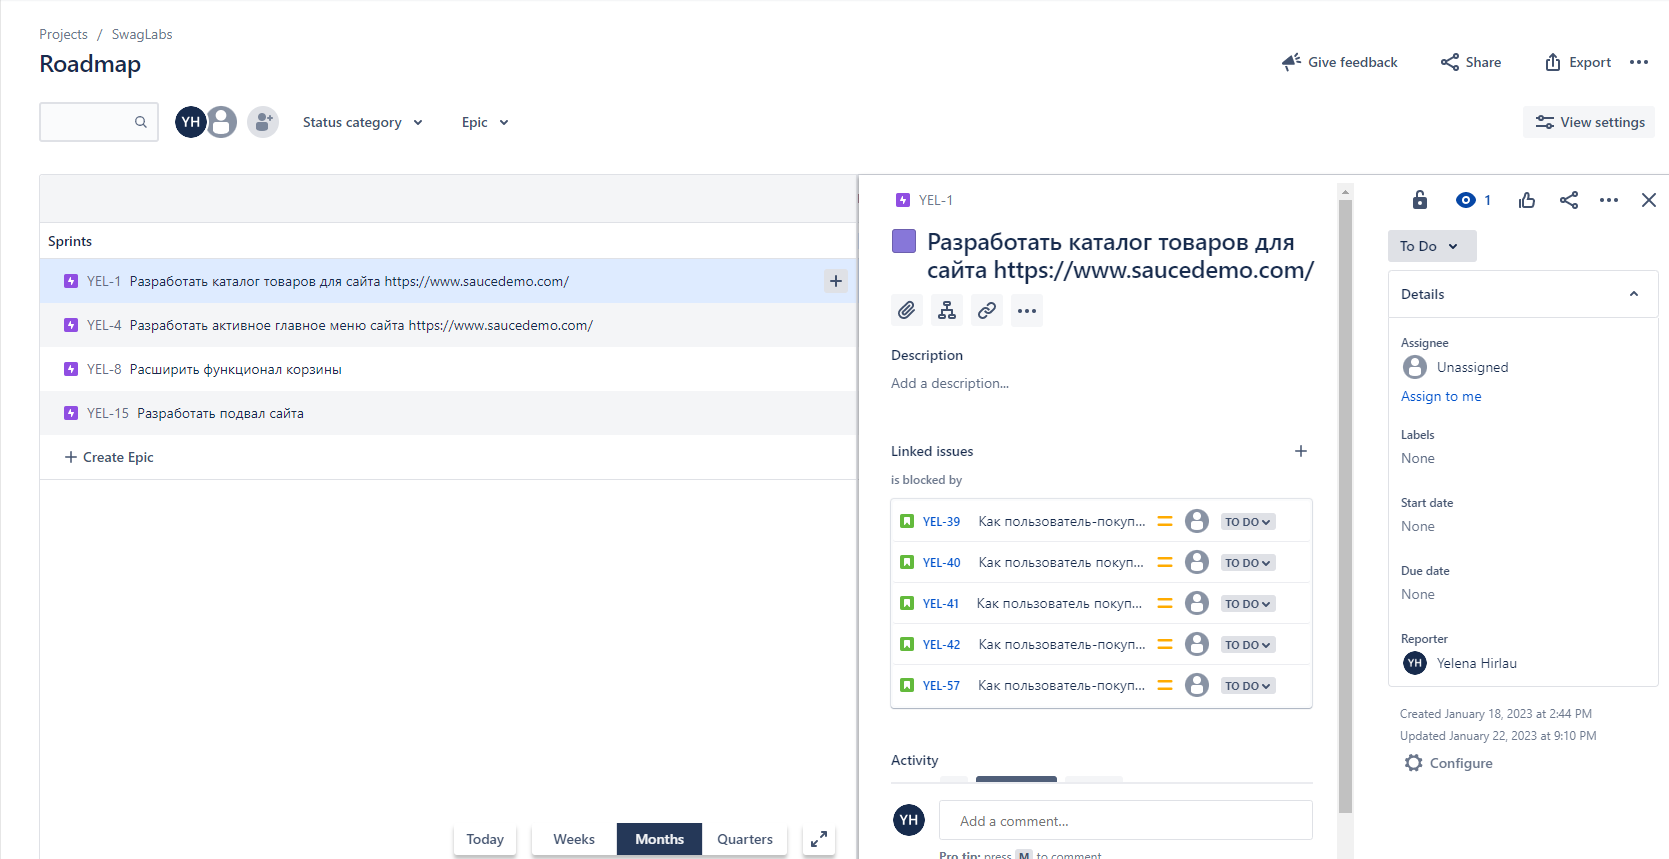 Projects / SwagLabs
Roadmap
Give feedback
Share
Export
YH
Status category
Epic
View settings
Sprints
YEL-1 Разработать каталог товаров для сайта https://www.saucedemo.com/
YEL-4 Разработать активное главное меню сайта https://www.saucedemo.com/
YEL-8 Расширить функционал корзины
YEL-15 Разработать подвал сайта
+ Create Epic
Today
Weeks
Months
Quarters
YEL-1
Разработать каталог товаров для
сайта https://www.saucedemo.com/
Description
Add a description...
Linked issues
is blocked by
YEL-39 Как пользователь-покуп... TO DO
YEL-40 Как пользователь покуп... TO DO
YEL-41 Как пользователь покуп... TO DO
YEL-42 Как пользователь-покуп... TO DO
YEL-57 Как пользователь-покуп... TO DO
Activity
YH
Add a comment...
Pro tip: press M to comment
1
To Do
Details
Assignee
Unassigned
Assign to me
Labels
None
Start date
None
Due date
None
Reporter
YH Yelena Hirlau
Created January 18, 2023 at 2:44 PM
Updated January 22, 2023 at 9:10 PM
Configure